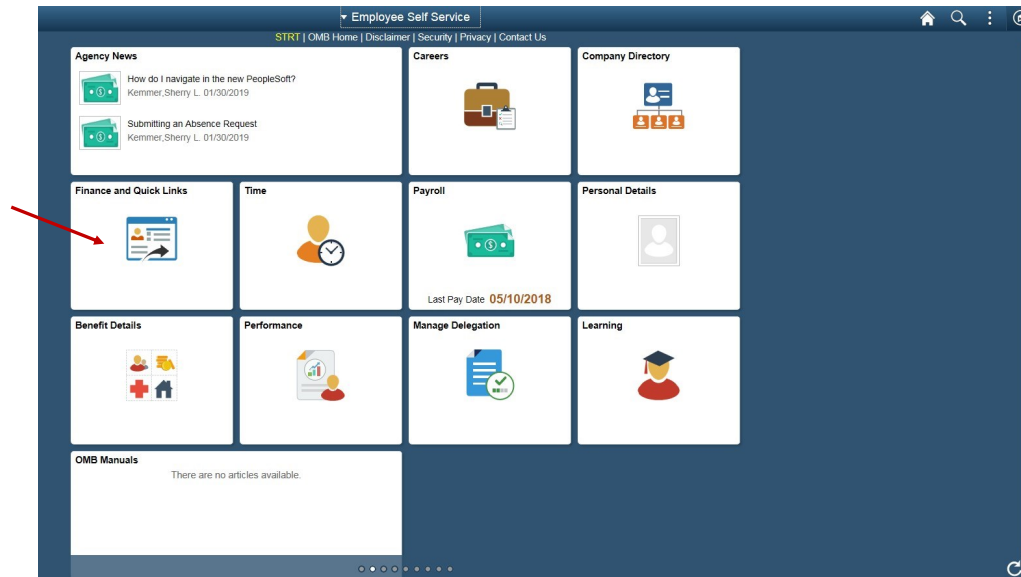 Employee Self Service
STRT | OMB Home | Disclaimer | Security | Privacy | Contact Us
Agency News
How do I navigate in the new PeopleSoft?
Kemmer,Sherry L. 01/30/2019
Submitting an Absence Request
Kemmer,Sherry L. 01/30/2019
Careers
Company Directory
Finance and Quick Links
Time
Payroll
Last Pay Date 05/10/2018
Personal Details
Benefit Details
Performance
Manage Delegation
Learning
OMB Manuals
There are no articles available.